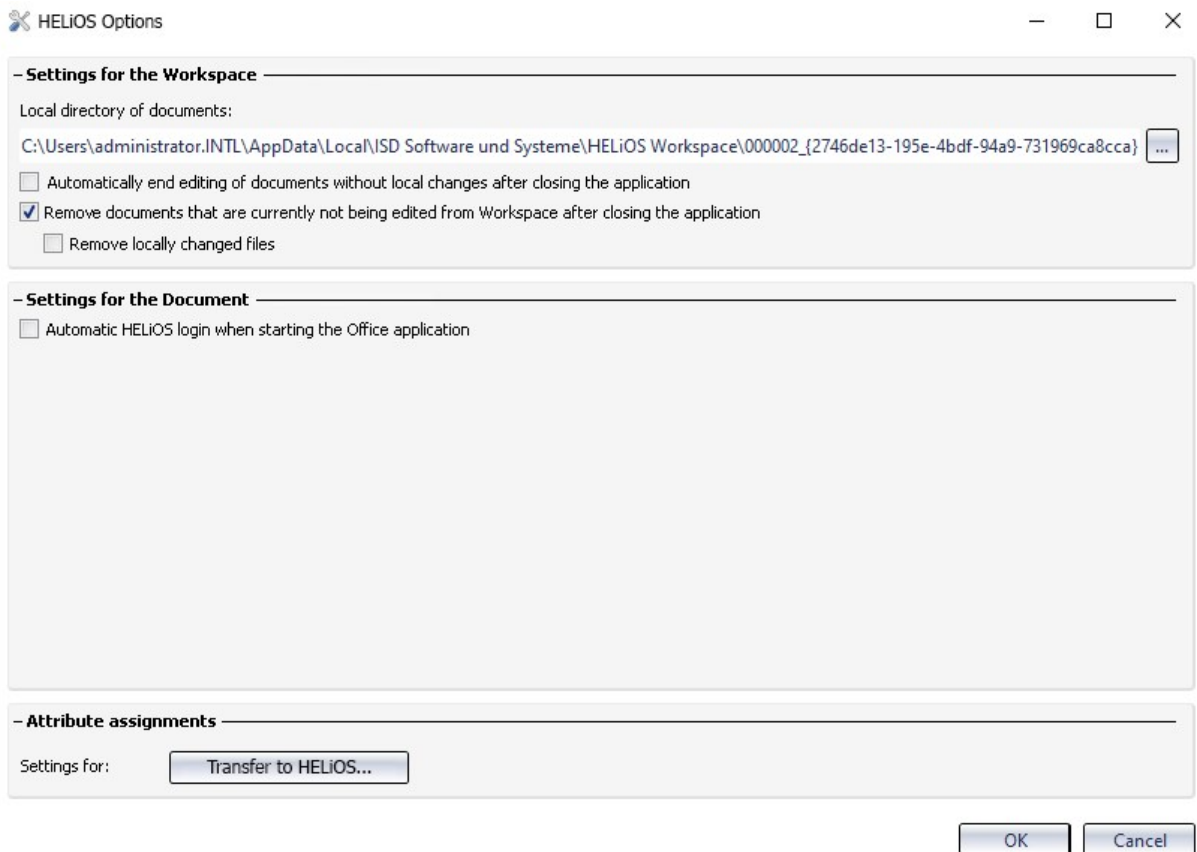 HELiOS Options
Settings for the Workspace
Local directory of documents:
C:\Users\administrator.INTL\AppData\Local\ISD Software und Systeme\HELiOS Workspace\000002_{2746de13-195e-4bdf-94a9-731969ca8cca}
...
Automatically end editing of documents without local changes after closing the application
Remove documents that are currently not being edited from Workspace after closing the application
Remove locally changed files
Settings for the Document
Automatic HELiOS login when starting the Office application
Attribute assignments
Settings for: Transfer to HELiOS...
OK Cancel